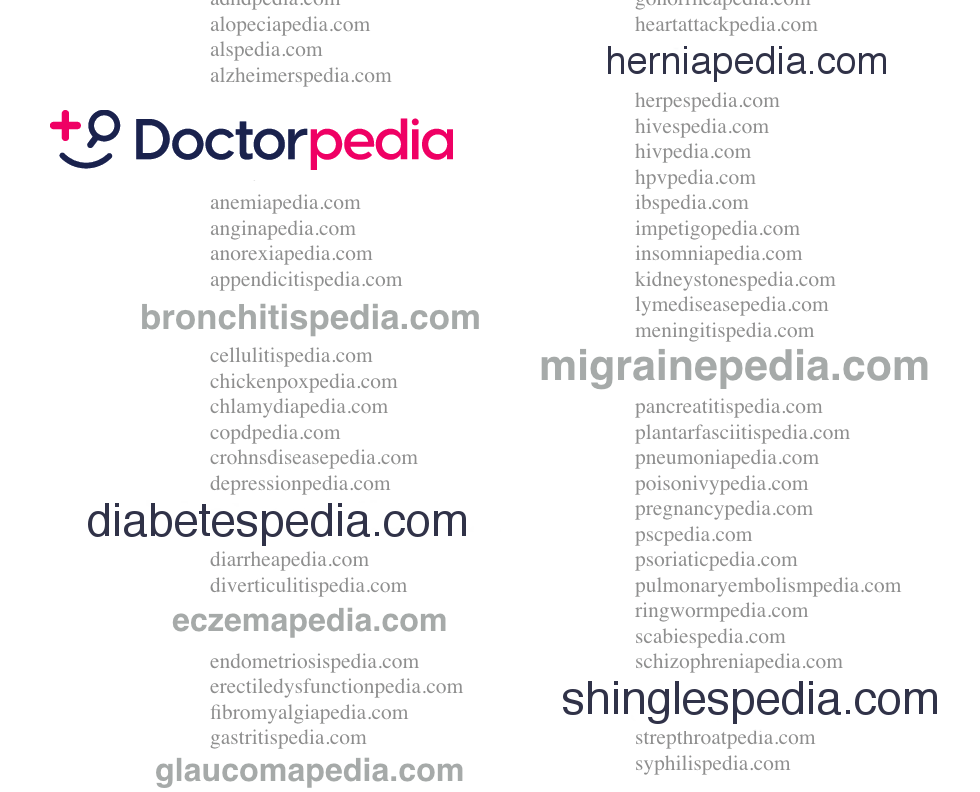 alopeciapedia.com
alspedia.com
alzheimerspedia.com
Doctorpedia
anemiapedia.com
anginapedia.com
anorexiapedia.com
appendicitispedia.com
bronchitispedia.com
cellulitispedia.com
chickenpoxpedia.com
chlamydiapedia.com
copdpedia.com
crohnsdiseasepedia.com
depressionpedia.com
diabetespedia.com
diarrheapedia.com
diverticulitispedia.com
eczemapedia.com
endometriosispedia.com
erectiledysfunctionpedia.com
fibromyalgiapedia.com
gastritispedia.com
glaucomapedia.com
heartattackpedia.com
herniapedia.com
herpespedia.com
hivespedia.com
hivpedia.com
hpvpedia.com
ibspedia.com
impetigopedia.com
insomniapedia.com
kidneystonespedia.com
lymediseasepedia.com
meningitispedia.com
migrainepedia.com
pancreatitispedia.com
plantarfasciitispedia.com
pneumoniapedia.com
poisonivypedia.com
pregnancypedia.com
pscpedia.com
psoriaticpedia.com
pulmonaryembolismpedia.com
ringwormpedia.com
scabiespedia.com
schizophreniapedia.com
shinglespedia.com
strepthroatpedia.com
syphilispedia.com